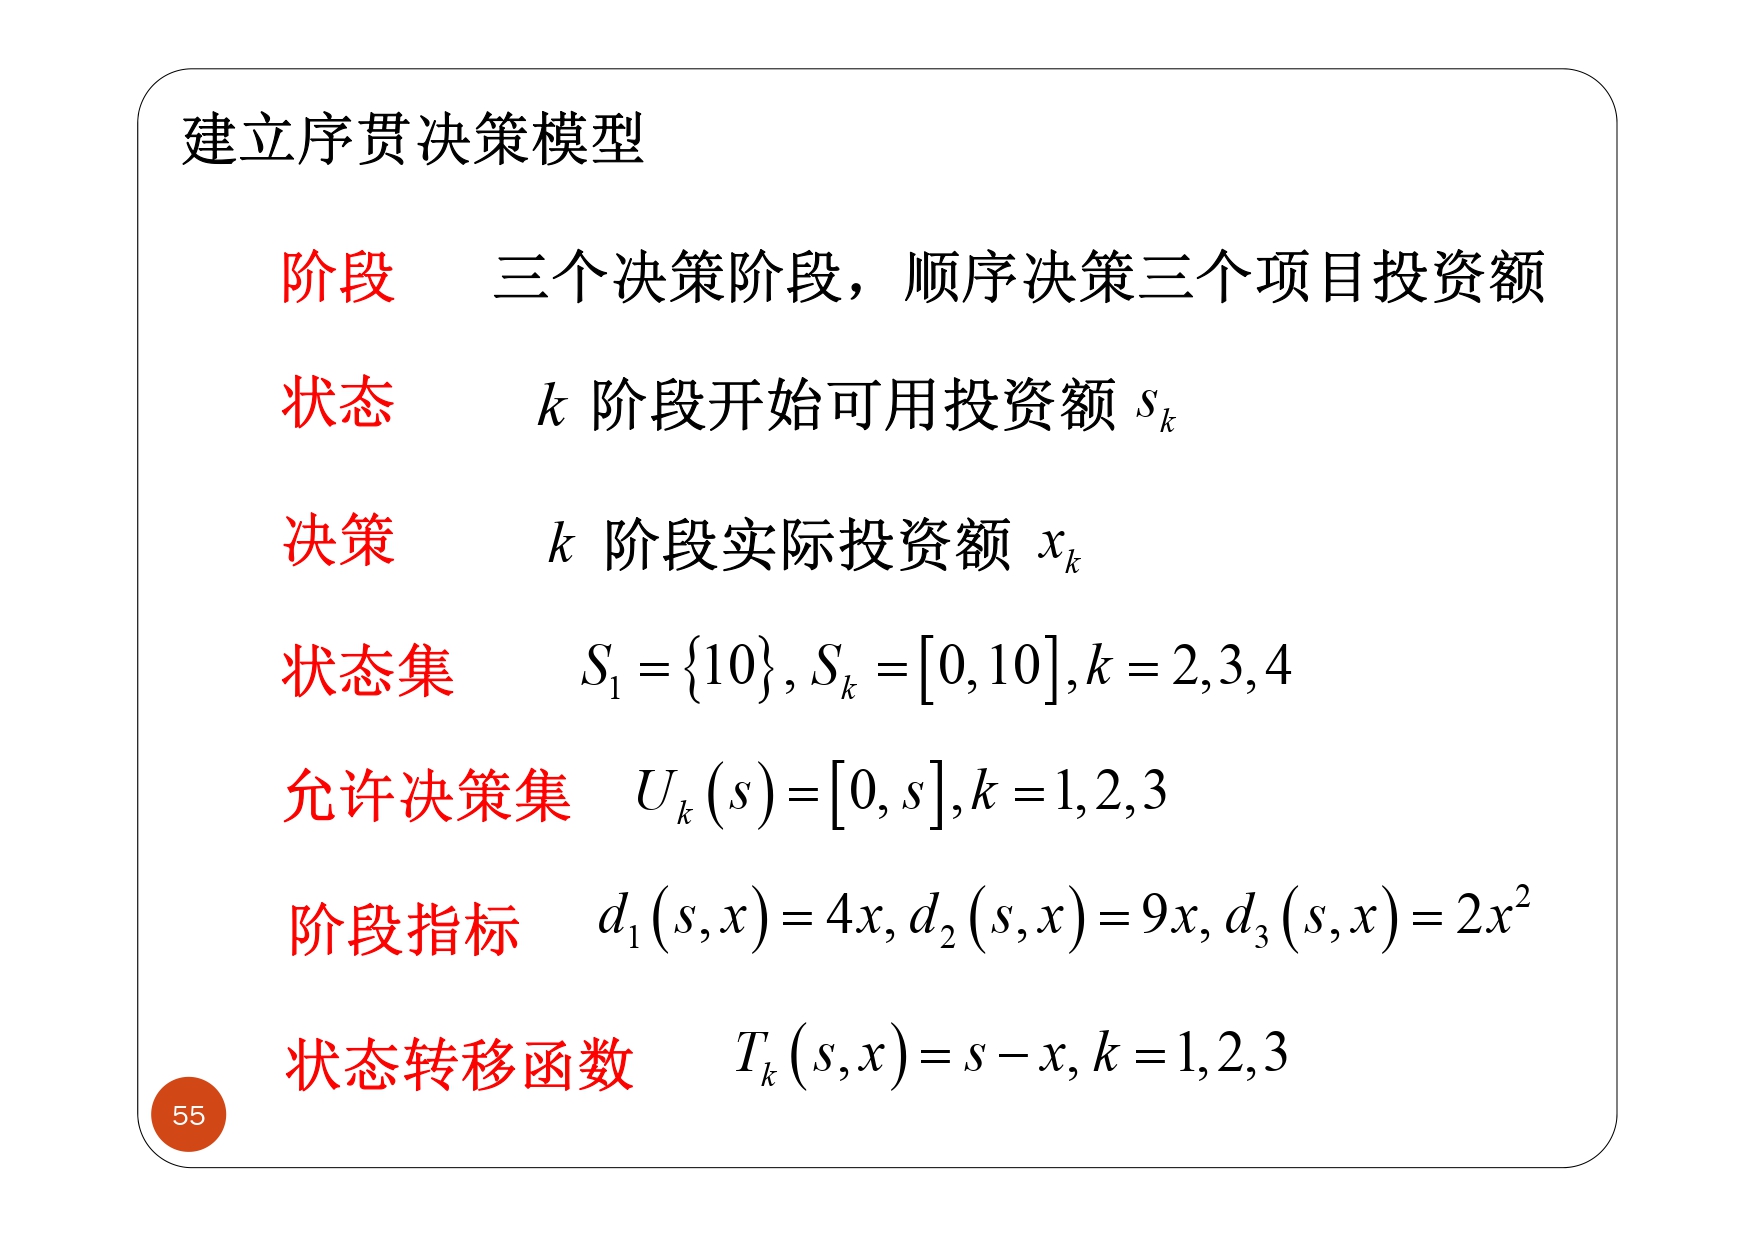 建立序贯决策模型
阶段 三个决策阶段，顺序决策三个项目投资额
状态 k 阶段开始可用投资额 s_k
决策 k 阶段实际投资额 x_k
状态集 S_1 = {10}, S_k = [0,10], k = 2,3,4
允许决策集 U_k(s) = [0, s], k = 1,2,3
阶段指标 d_1(s,x) = 4x, d_2(s,x) = 9x, d_3(s,x) = 2x^2
状态转移函数 T_k(s,x) = s − x, k = 1,2,3
55